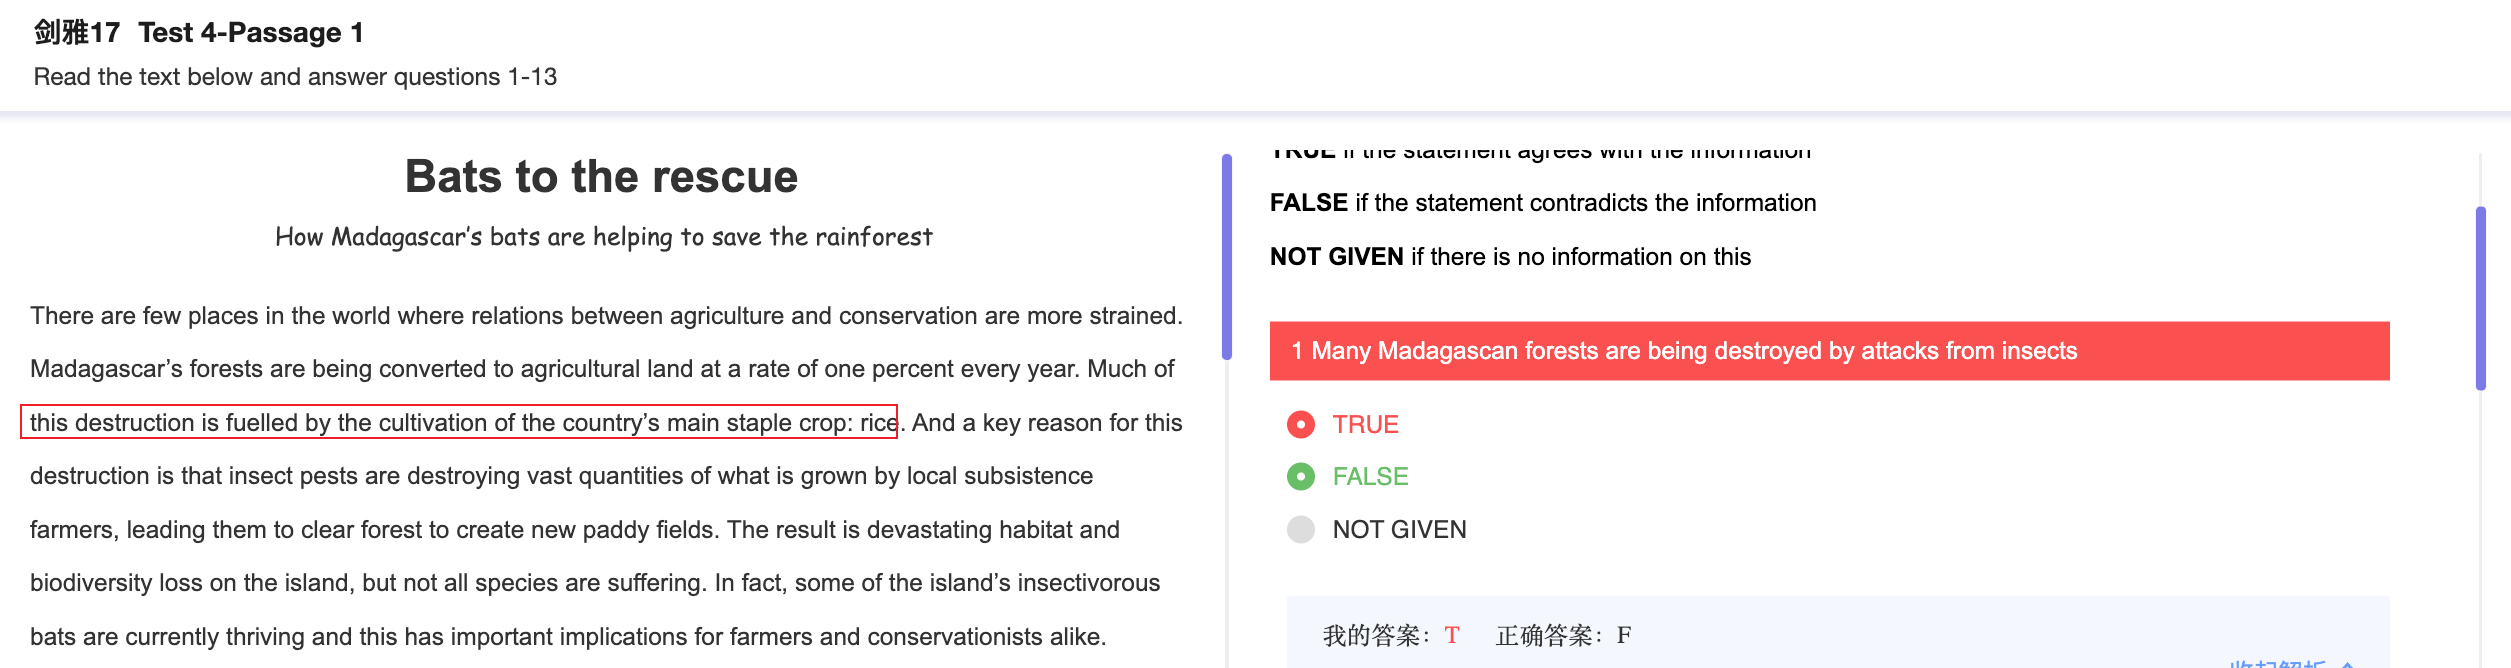 剑雅17 Test 4-Passage 1
Read the text below and answer questions 1-13
Bats to the rescue
How Madagascar's bats are helping to save the rainforest
There are few places in the world where relations between agriculture and conservation are more strained.
Madagascar's forests are being converted to agricultural land at a rate of one percent every year. Much of
this destruction is fuelled by the cultivation of the country's main staple crop: rice. And a key reason for this
destruction is that insect pests are destroying vast quantities of what is grown by local subsistence
farmers, leading them to clear forest to create new paddy fields. The result is devastating habitat and
biodiversity loss on the island, but not all species are suffering. In fact, some of the island's insectivorous
bats are currently thriving and this has important implications for farmers and conservationists alike.
TRUE if the statement agrees with the information
FALSE if the statement contradicts the information
NOT GIVEN if there is no information on this
1 Many Madagascan forests are being destroyed by attacks from insects
TRUE
FALSE
NOT GIVEN
我的答案：T 正确答案：F
收起解析